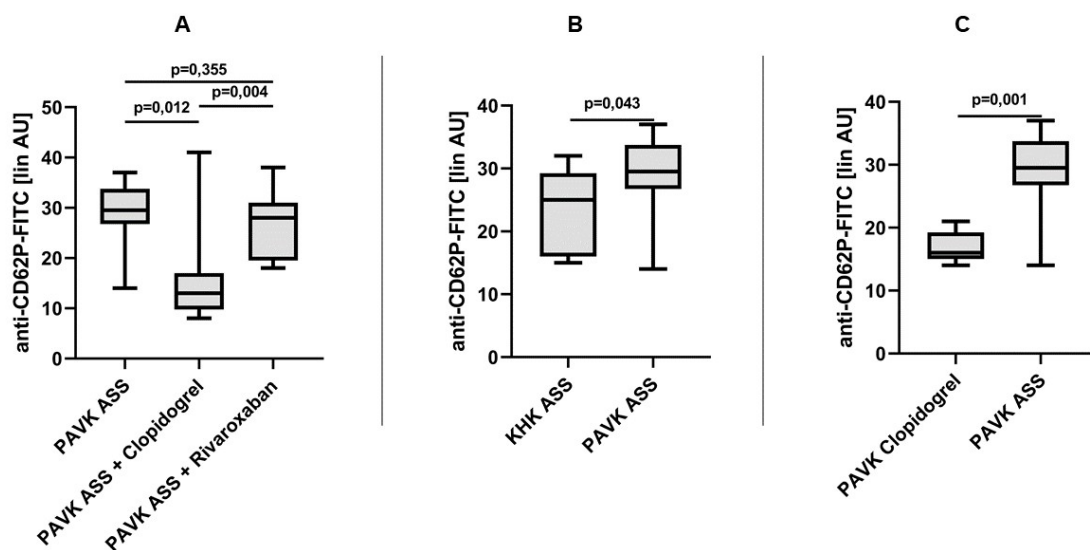 A
p=0,355
p=0,012
p=0,004
anti-CD62P-FITC [lin AU]
50
40
30
20
10
0
PAVK ASS
PAVK ASS + Clopidogrel
PAVK ASS + Rivaroxaban
B
p=0,043
anti-CD62P-FITC [lin AU]
40
30
20
10
0
KHK ASS
PAVK ASS
C
p=0,001
anti-CD62P-FITC [lin AU]
40
30
20
10
0
PAVK Clopidogrel
PAVK ASS